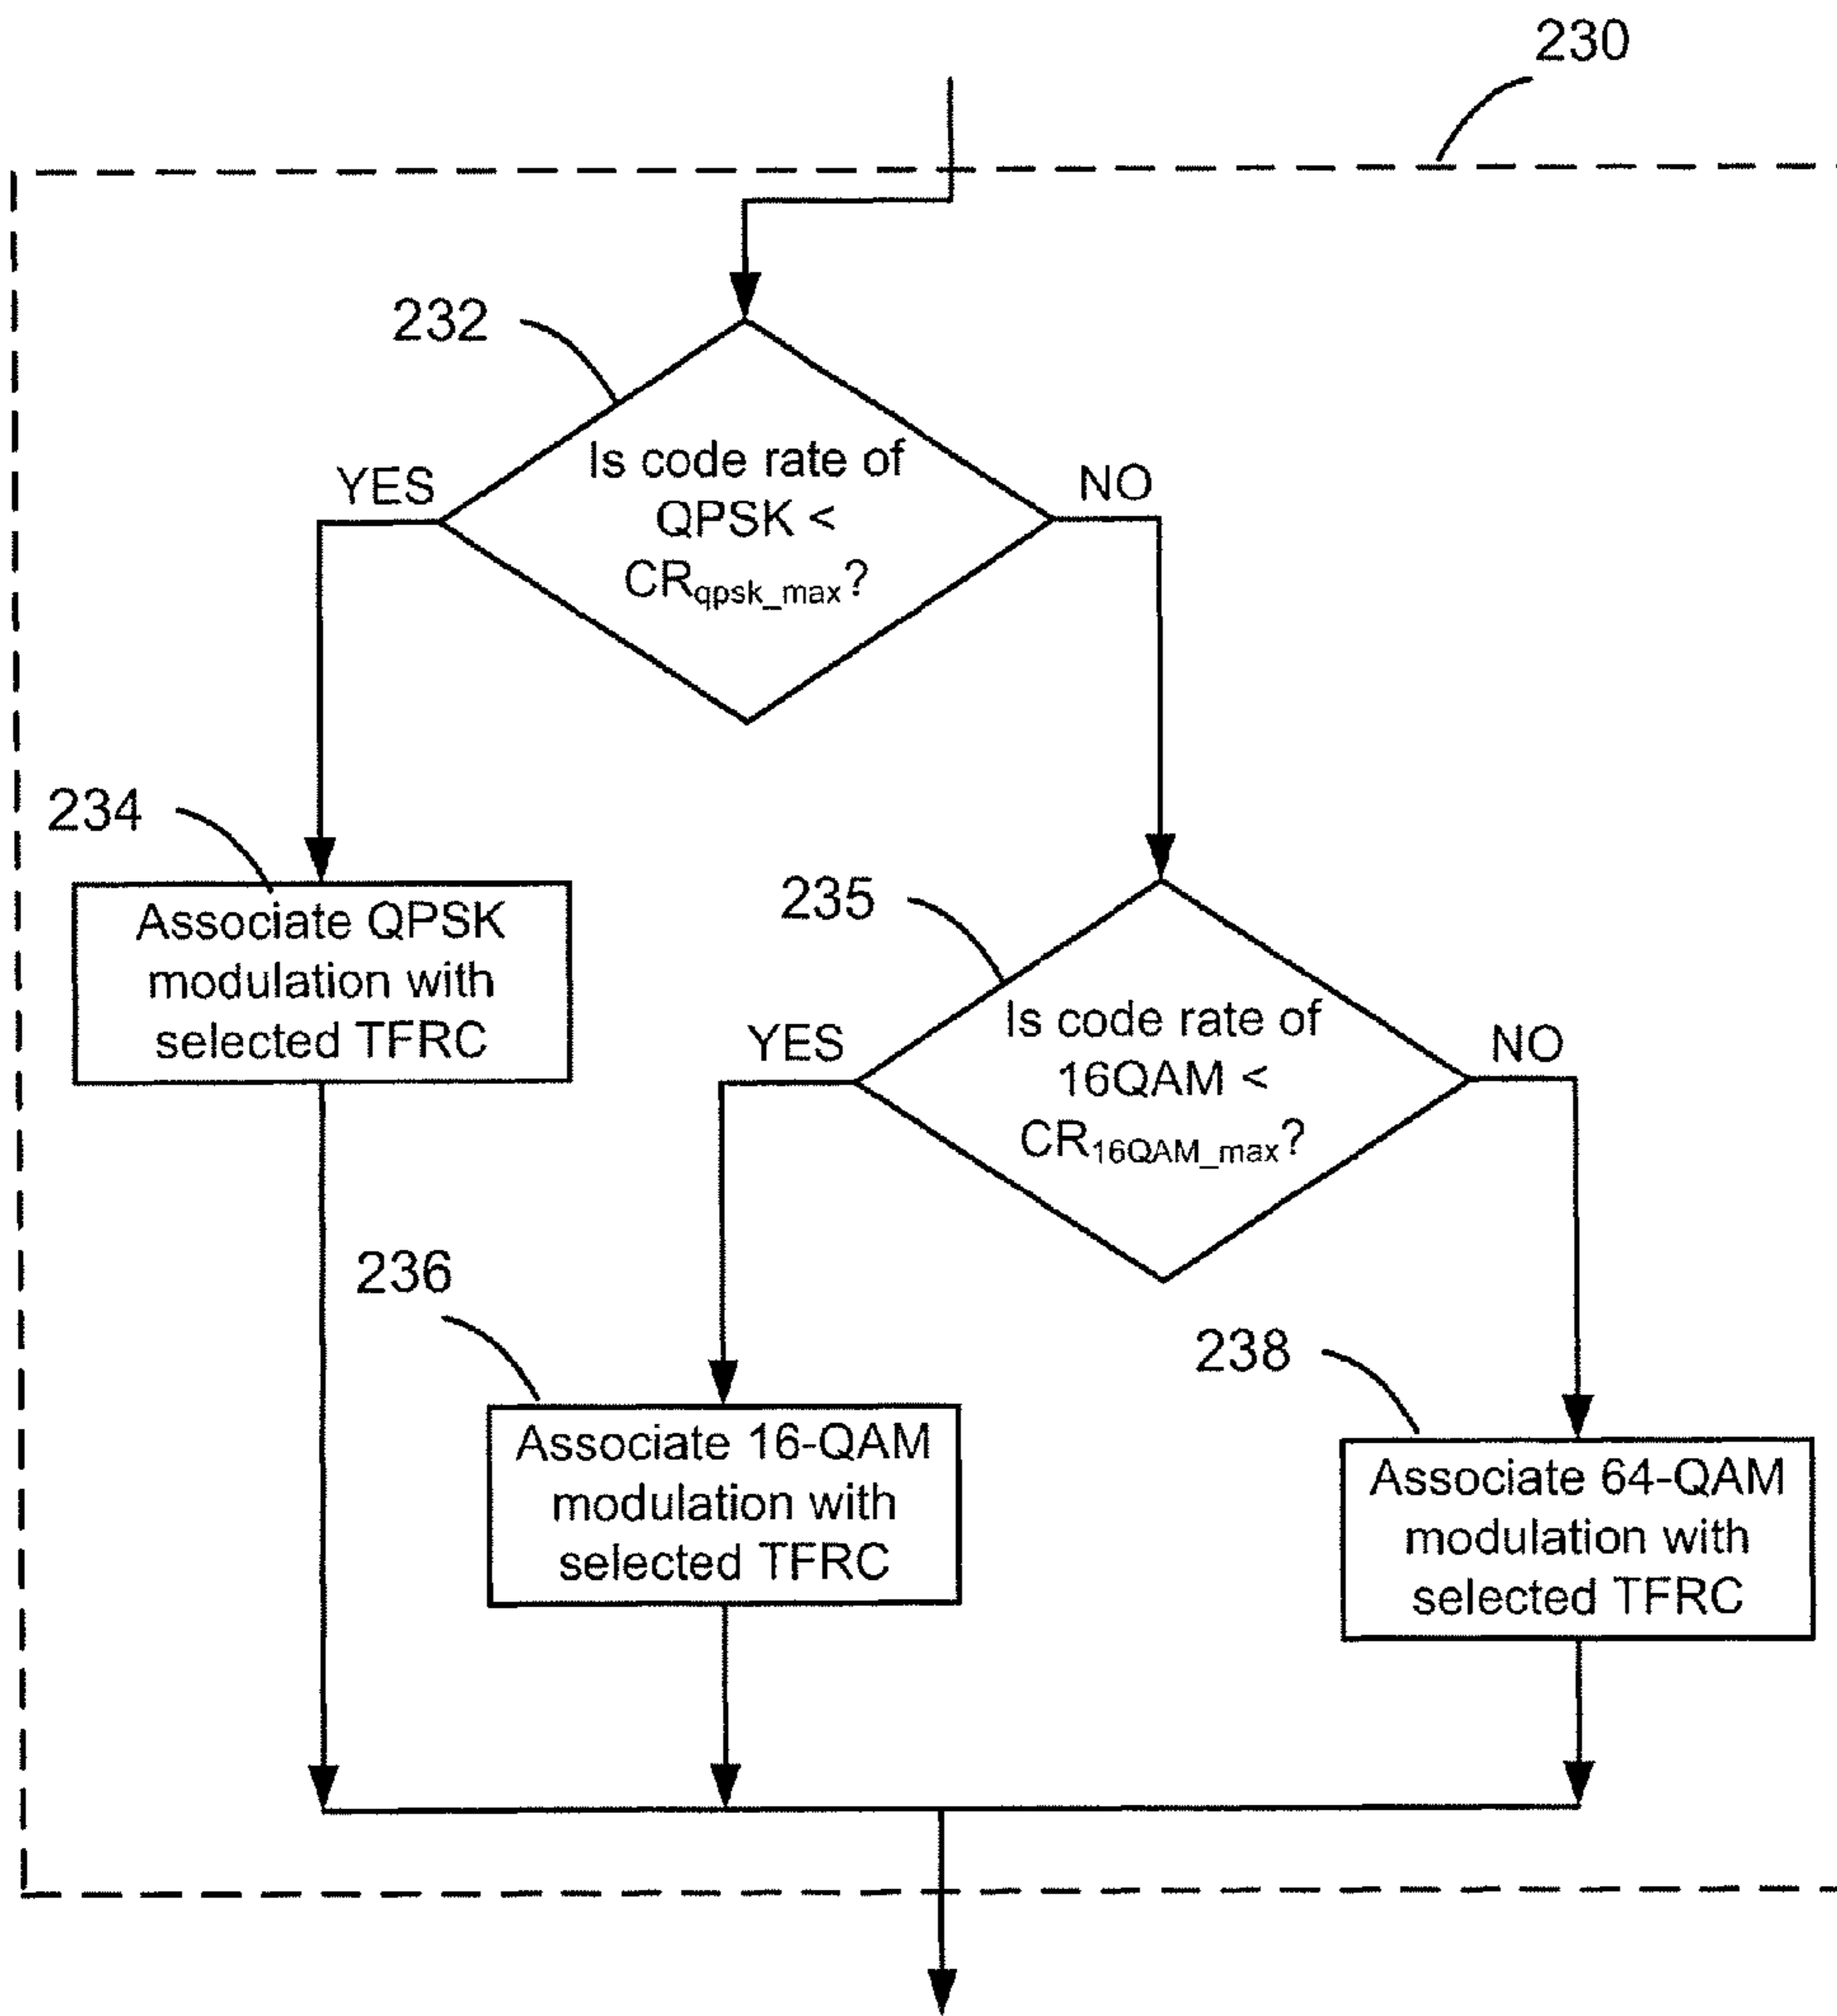 230
232
Is code rate of
QPSK <
CRqpsk_max?
YES
NO
234
Associate QPSK
modulation with
selected TFRC
235
Is code rate of
16QAM <
CR16QAM_max?
YES
NO
236
Associate 16-QAM
modulation with
selected TFRC
238
Associate 64-QAM
modulation with
selected TFRC